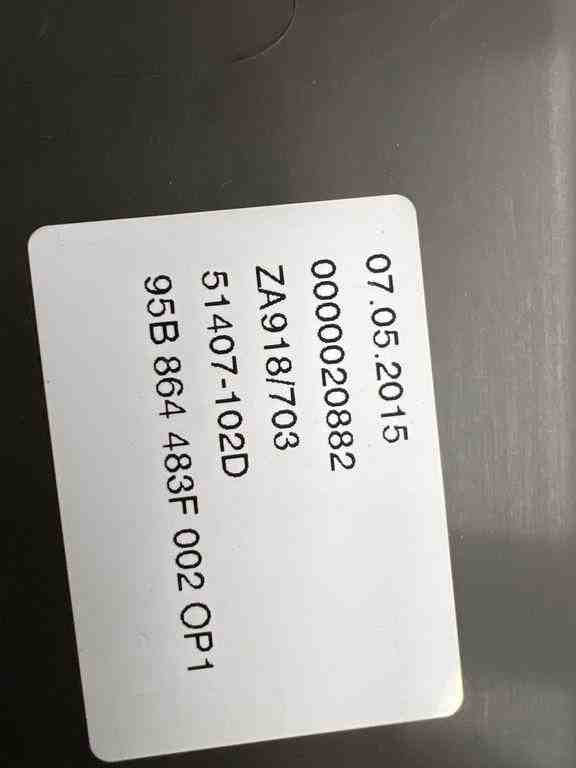 07.05.2015
0000020882
ZA918/703
51407-102D
95B 864 483F 002 OP1